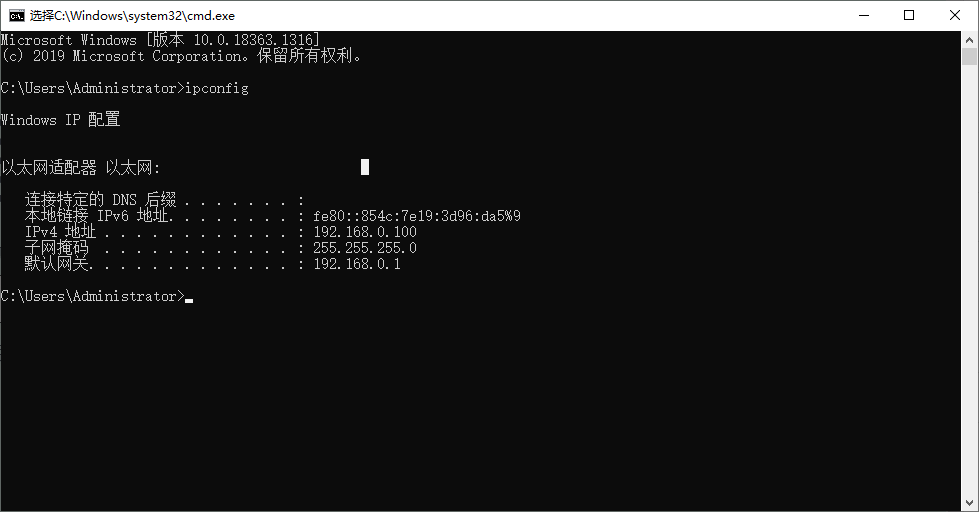 选择C:\Windows\system32\cmd.exe
Microsoft Windows [版本 10.0.18363.1316]
(c) 2019 Microsoft Corporation。保留所有权利。
C:\Users\Administrator>ipconfig
Windows IP 配置
以太网适配器 以太网:
连接特定的 DNS 后缀 . . . . . . . :
本地链接 IPv6 地址. . . . . . . . : fe80::854c:7e19:3d96:da5%9
IPv4 地址 . . . . . . . . . . . . : 192.168.0.100
子网掩码  . . . . . . . . . . . . : 255.255.255.0
默认网关. . . . . . . . . . . . . : 192.168.0.1
C:\Users\Administrator>